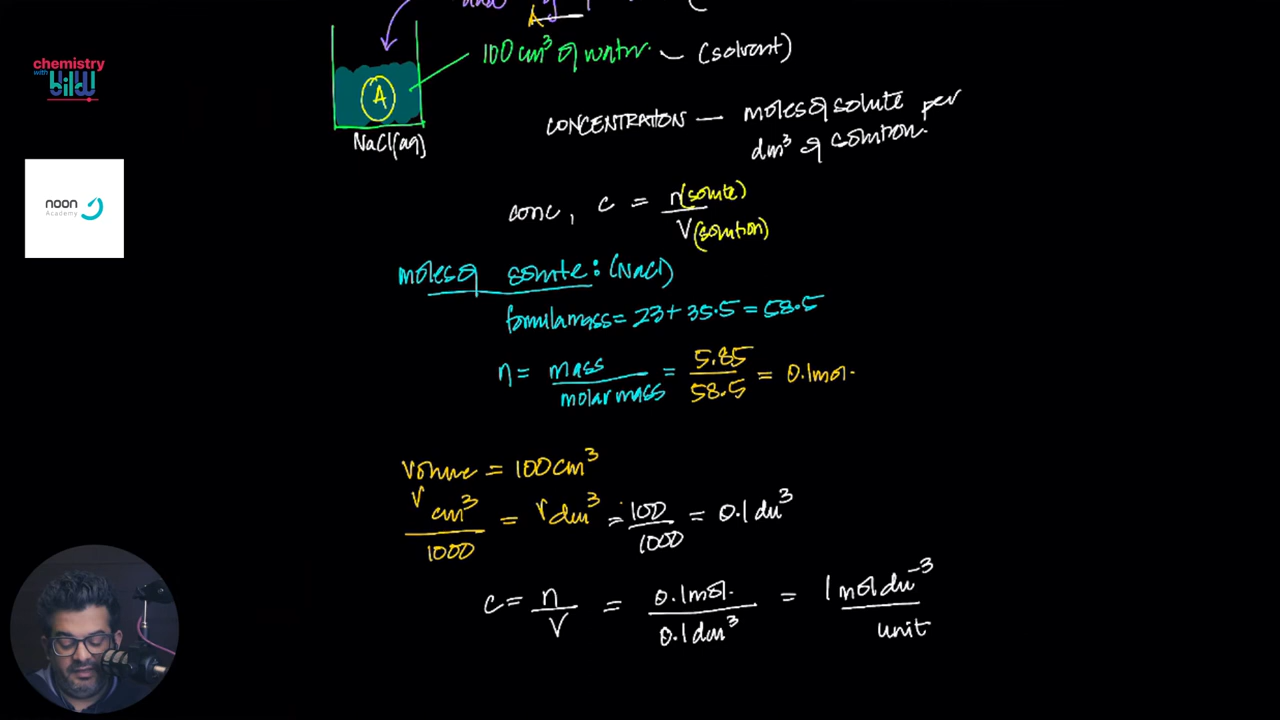 A
100 cm³ of water. — (solvent)
chemistry
with
bilal
A
NaCl(aq)
CONCENTRATION — moles of solute per
dm³ of solution.
noon
Academy
conc, c = n(solute)
V(solution)
moles of solute: (NaCl)
formula mass = 23 + 35.5 = 58.5
n = mass = 5.85 = 0.1 mol.
molar mass 58.5
Volume = 100 cm³
V cm³ = V dm³ = 100 = 0.1 dm³
1000 1000
c = n = 0.1 mol. = 1 mol dm⁻³
V 0.1 dm³ unit